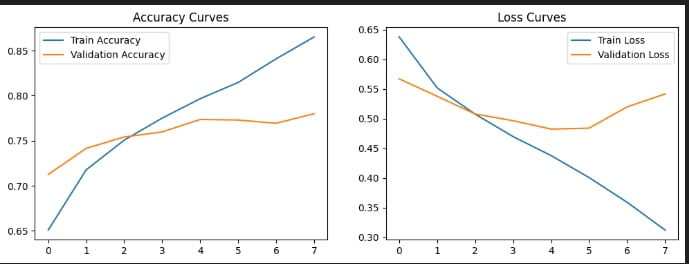 Accuracy Curves
Train Accuracy
Validation Accuracy
0.85
0.80
0.75
0.70
0.65
0 1 2 3 4 5 6 7
Loss Curves
Train Loss
Validation Loss
0.65
0.60
0.55
0.50
0.45
0.40
0.35
0.30
0 1 2 3 4 5 6 7